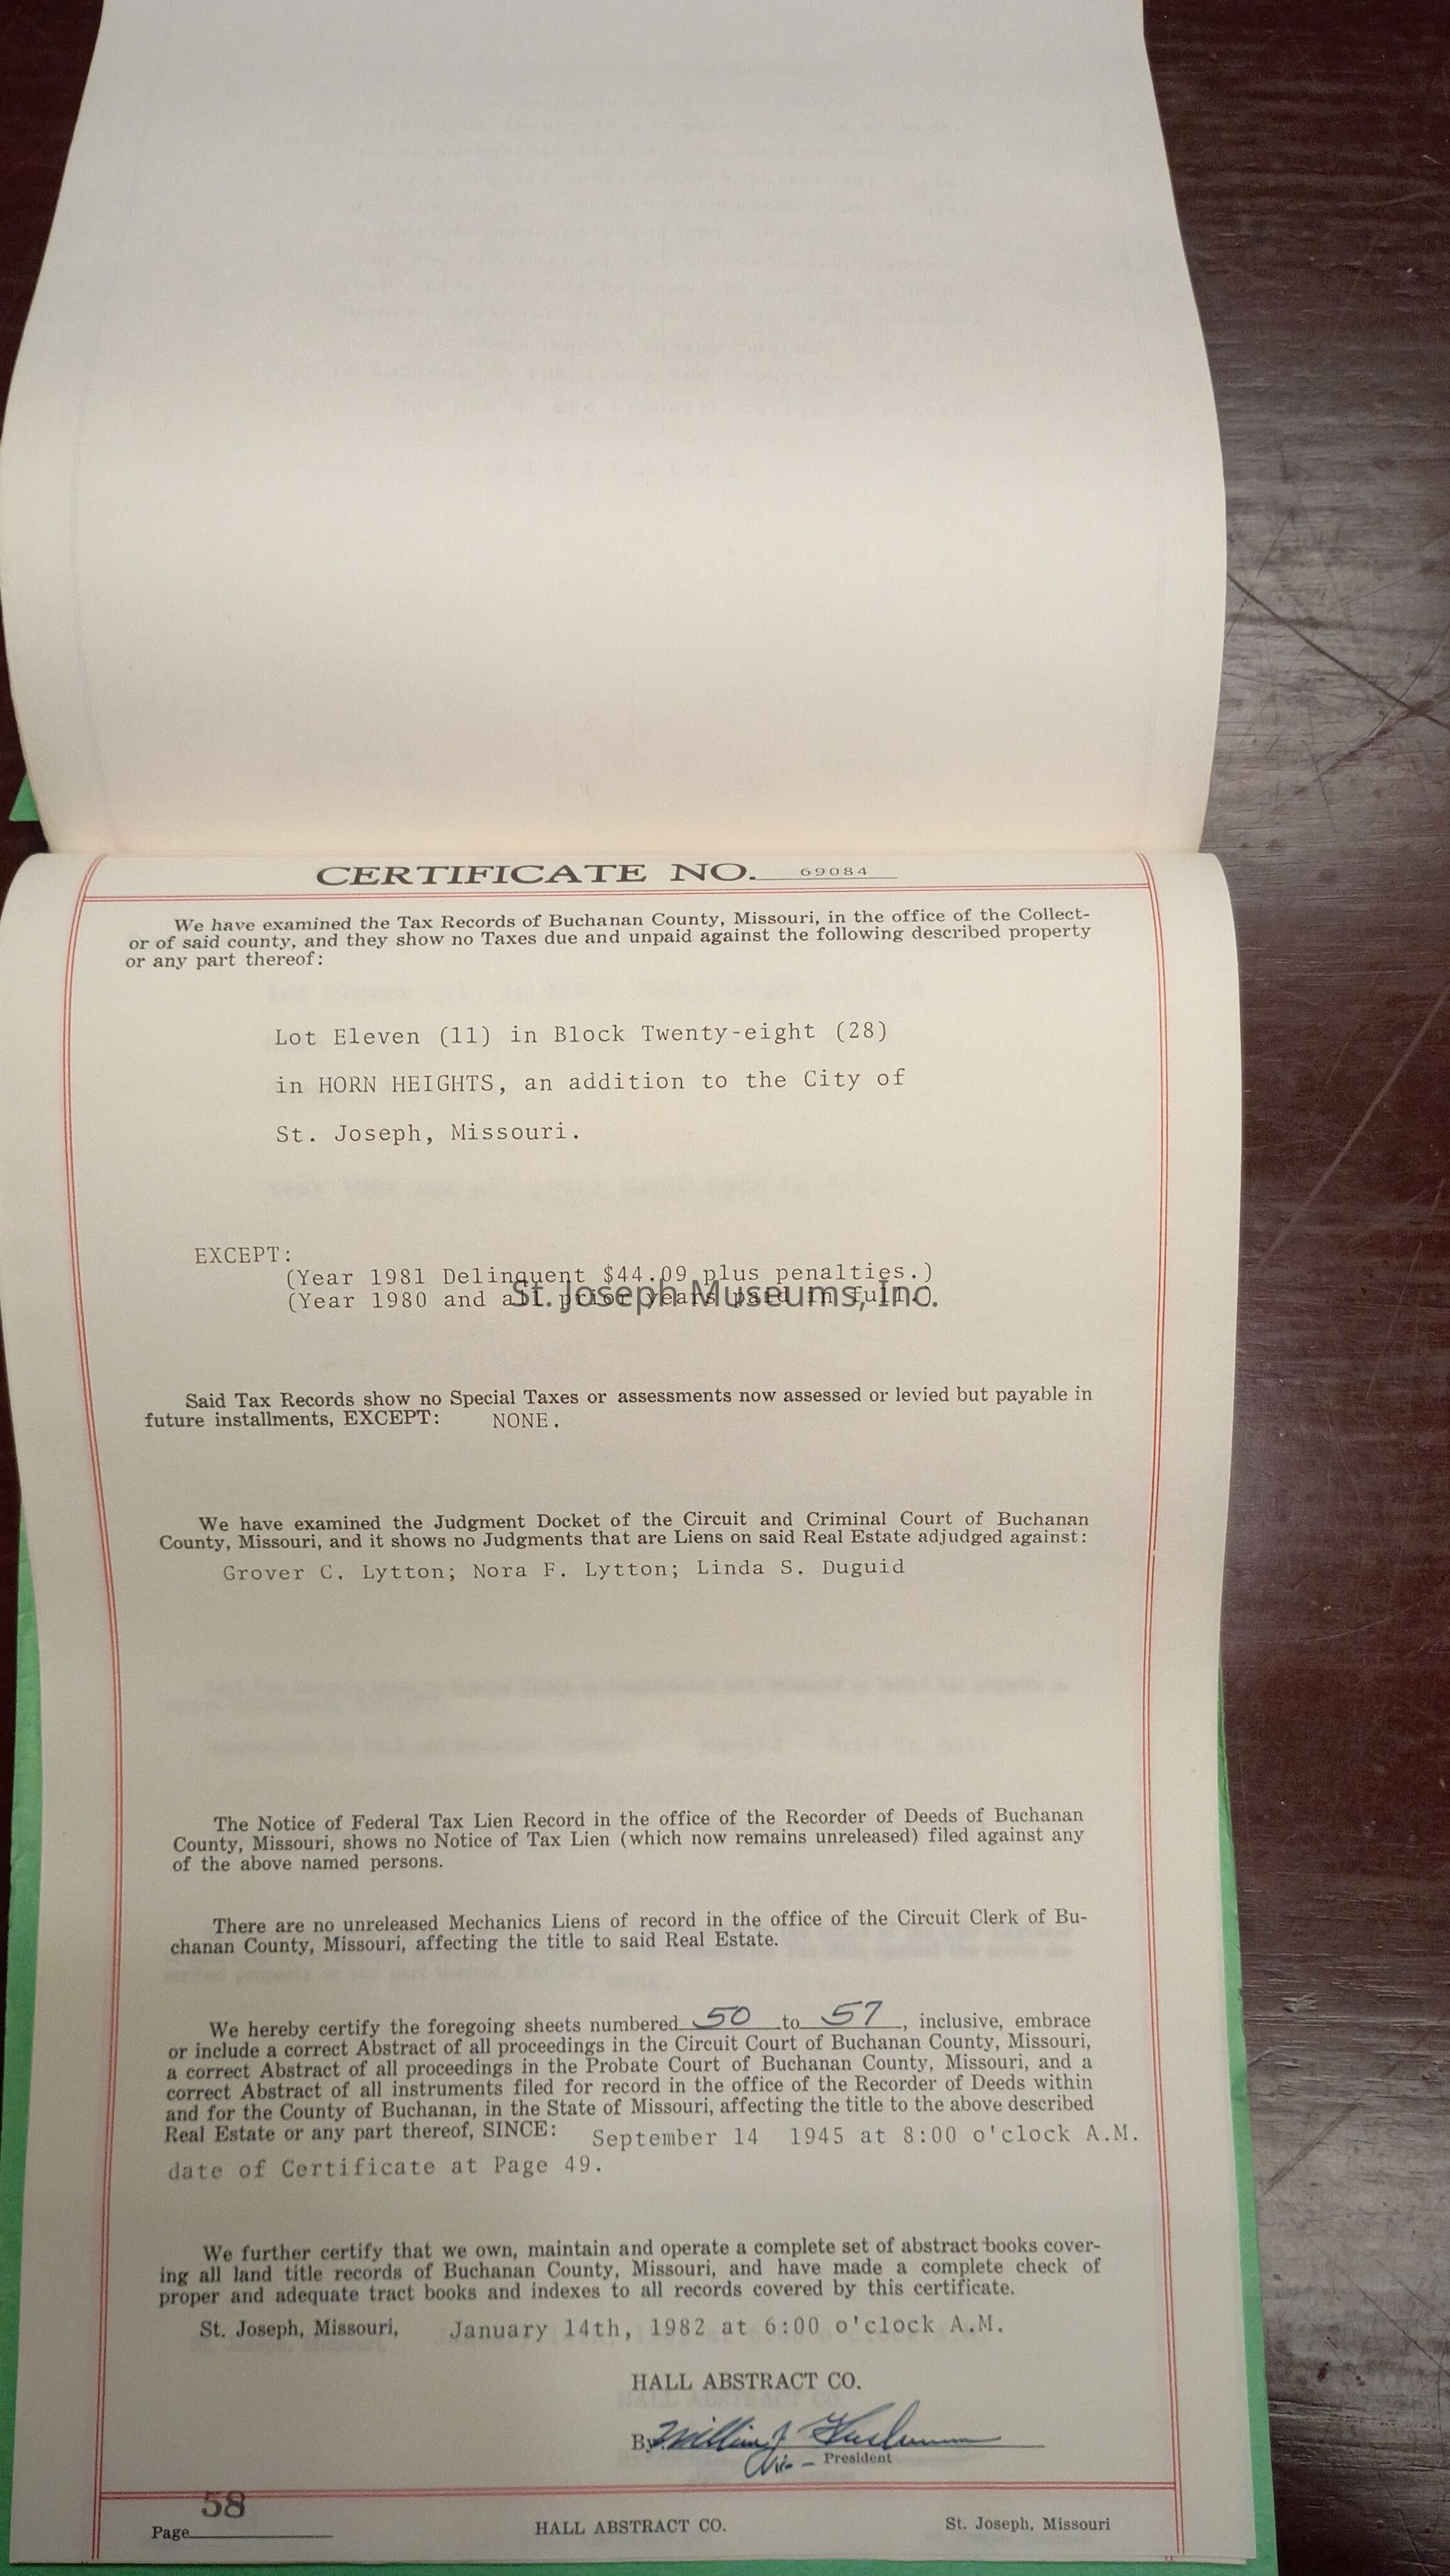 CERTIFICATE NO. 69084
We have examined the Tax Records of Buchanan County, Missouri, in the office of the Collect-
or of said county, and they show no Taxes due and unpaid against the following described property
or any part thereof:
Lot Eleven (11) in Block Twenty-eight (28)
in HORN HEIGHTS, an addition to the City of
St. Joseph, Missouri.
EXCEPT:
(Year 1981 Delinquent $44.09 plus penalties.)
(Year 1980 and all prior years paid in full.)
St. Joseph Museums, Inc.
Said Tax Records show no Special Taxes or assessments now assessed or levied but payable in
future installments, EXCEPT: NONE.
We have examined the Judgment Docket of the Circuit and Criminal Court of Buchanan
County, Missouri, and it shows no Judgments that are Liens on said Real Estate adjudged against:
Grover C. Lytton; Nora F. Lytton; Linda S. Duguid
The Notice of Federal Tax Lien Record in the office of the Recorder of Deeds of Buchanan
County, Missouri, shows no Notice of Tax Lien (which now remains unreleased) filed against any
of the above named persons.
There are no unreleased Mechanics Liens of record in the office of the Circuit Clerk of Bu-
chanan County, Missouri, affecting the title to said Real Estate.
We hereby certify the foregoing sheets numbered 50 to 57, inclusive, embrace
or include a correct Abstract of all proceedings in the Circuit Court of Buchanan County, Missouri,
a correct Abstract of all proceedings in the Probate Court of Buchanan County, Missouri, and a
correct Abstract of all instruments filed for record in the office of the Recorder of Deeds within
and for the County of Buchanan, in the State of Missouri, affecting the title to the above described
Real Estate or any part thereof, SINCE: September 14 1945 at 8:00 o'clock A.M.
date of Certificate at Page 49.
We further certify that we own, maintain and operate a complete set of abstract books cover-
ing all land title records of Buchanan County, Missouri, and have made a complete check of
proper and adequate tract books and indexes to all records covered by this certificate.
St. Joseph, Missouri, January 14th, 1982 at 6:00 o'clock A.M.
HALL ABSTRACT CO.
By William J.
Vice - President
Page 58
HALL ABSTRACT CO.
St. Joseph, Missouri